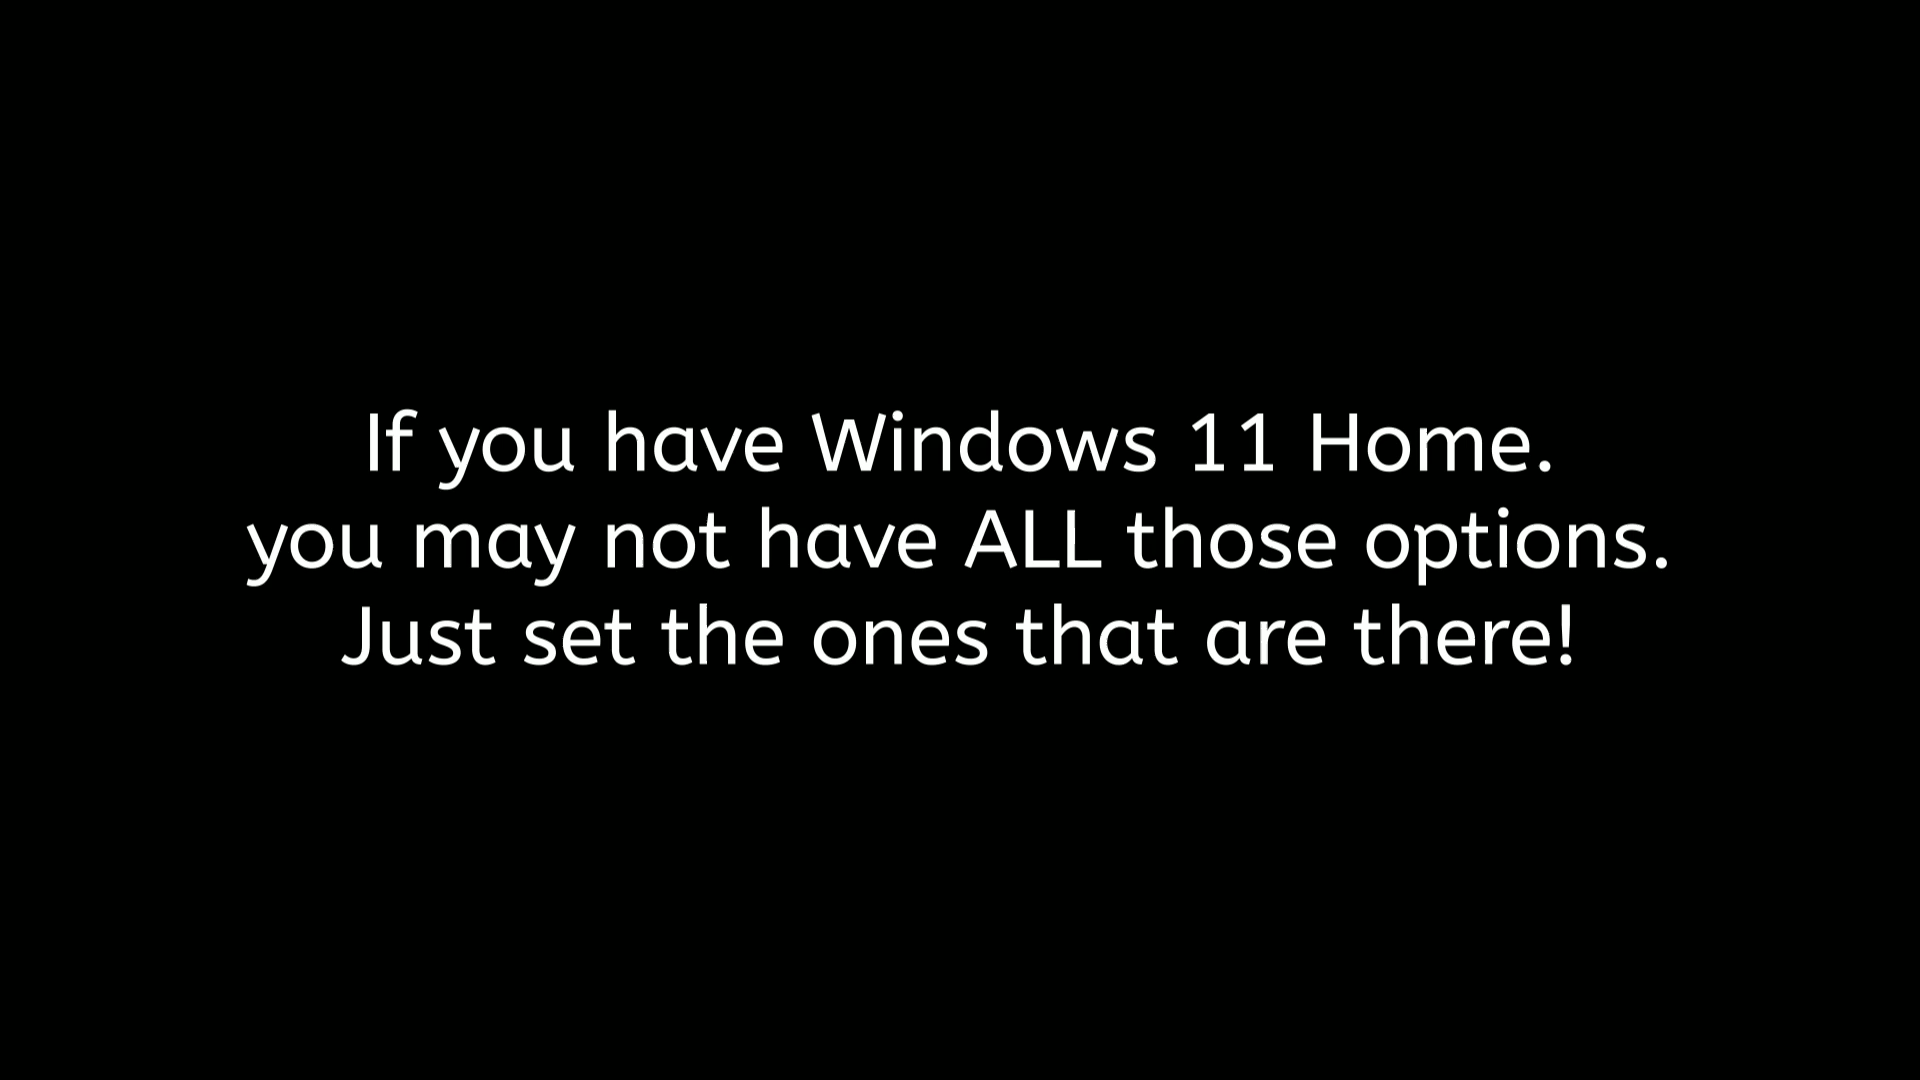 If you have Windows 11 Home.
you may not have ALL those options.
Just set the ones that are there!